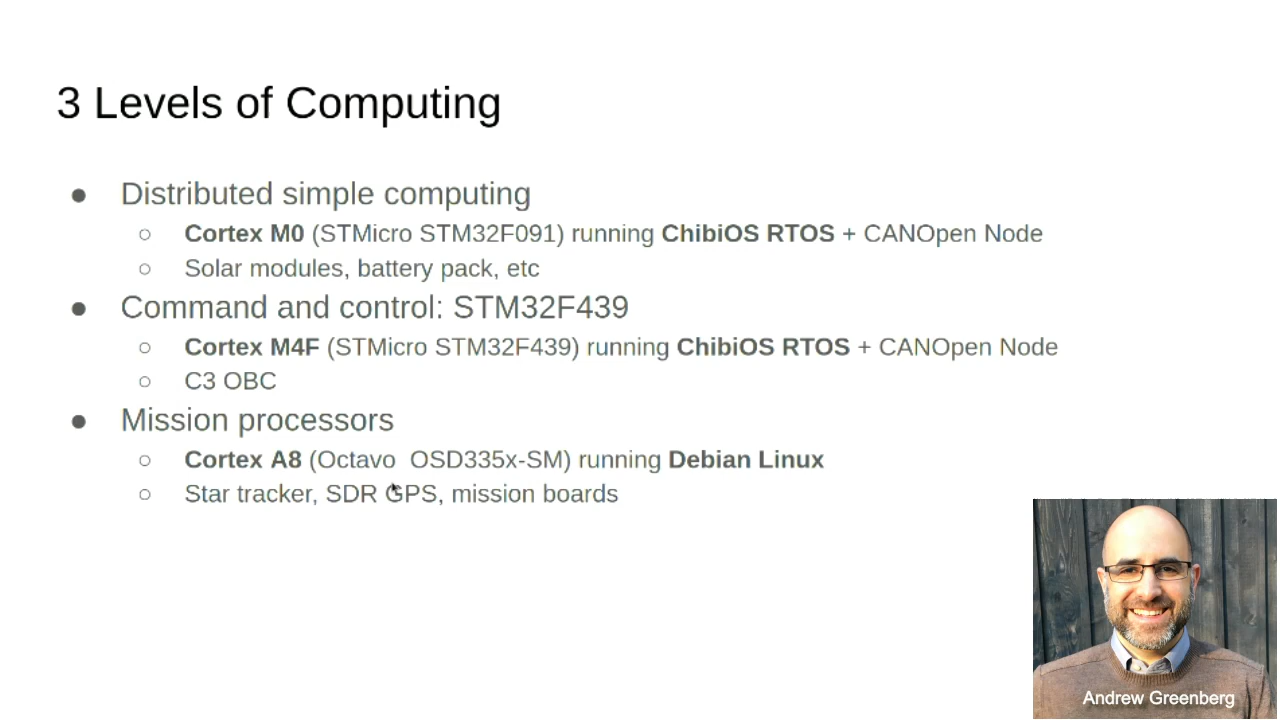 3 Levels of Computing
● Distributed simple computing
○ Cortex M0 (STMicro STM32F091) running ChibiOS RTOS + CANOpen Node
○ Solar modules, battery pack, etc
● Command and control: STM32F439
○ Cortex M4F (STMicro STM32F439) running ChibiOS RTOS + CANOpen Node
○ C3 OBC
● Mission processors
○ Cortex A8 (Octavo  OSD335x-SM) running Debian Linux
○ Star tracker, SDR GPS, mission boards
Andrew Greenberg